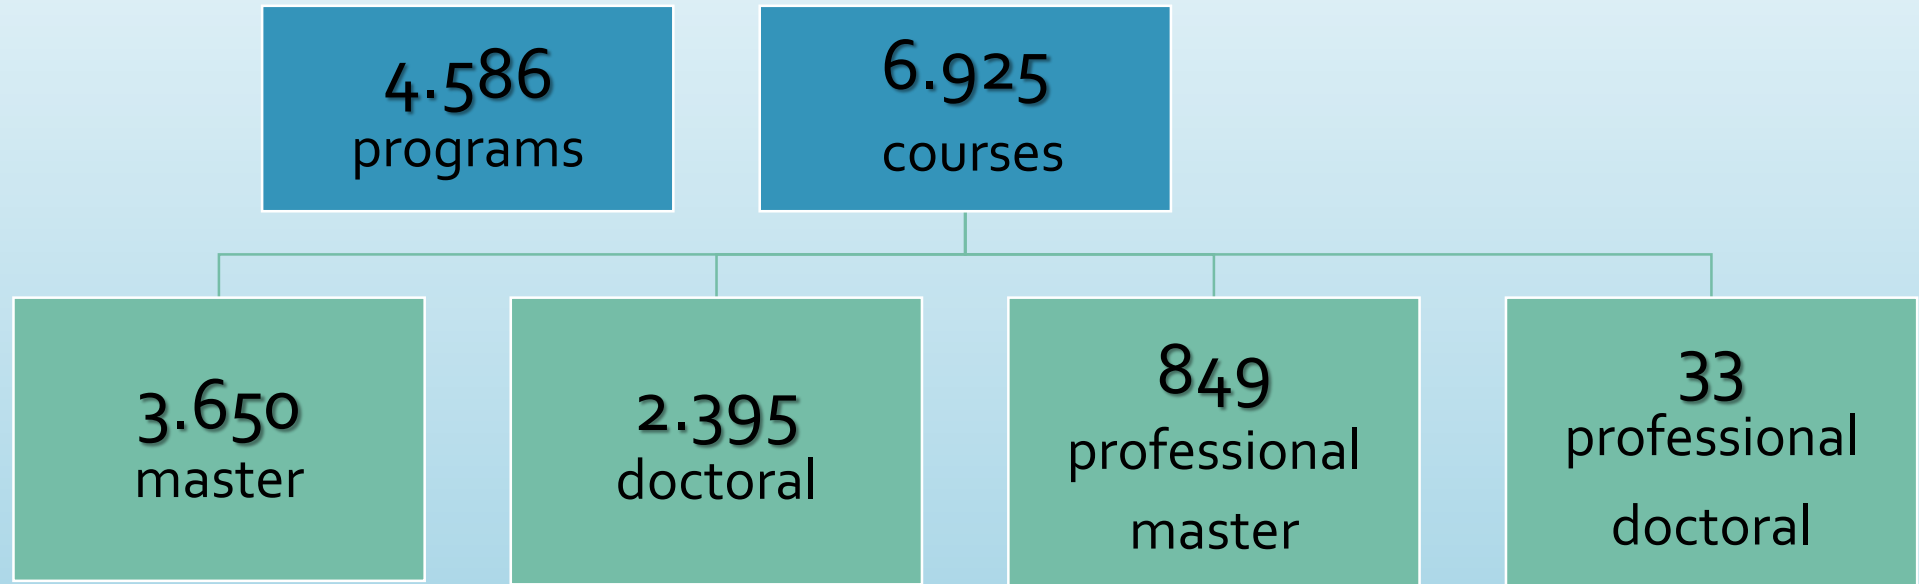 4.586
programs
6.925
courses
3.650
master
2.395
doctoral
849
professional
master
33
professional
doctoral